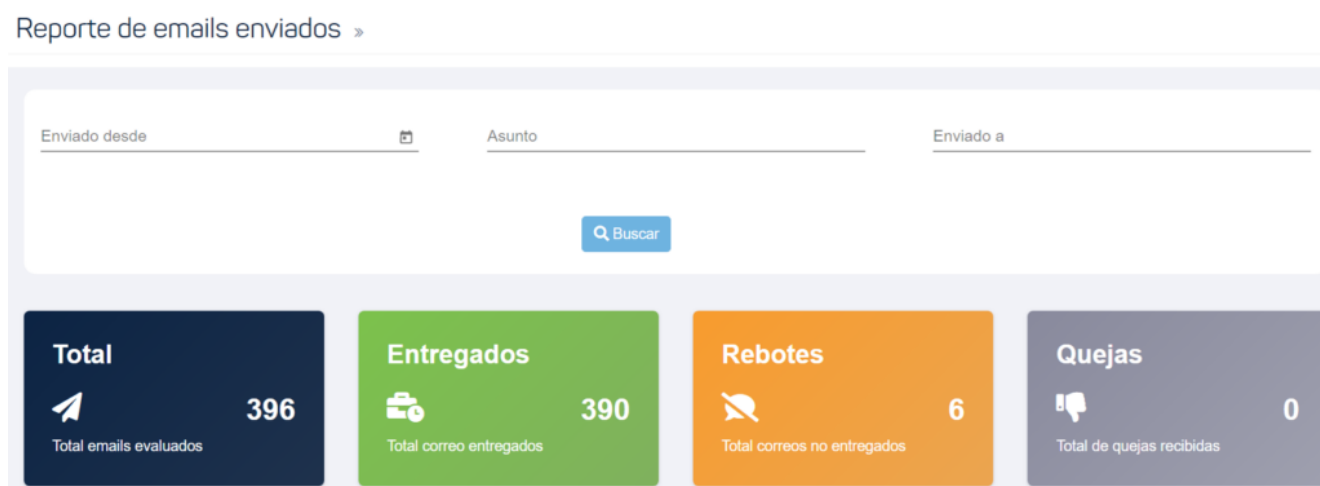 Reporte de emails enviados »
Enviado desde
Asunto
Enviado a
Buscar
Total
396
Total emails evaluados
Entregados
390
Total correo entregados
Rebotes
6
Total correos no entregados
Quejas
0
Total de quejas recibidas